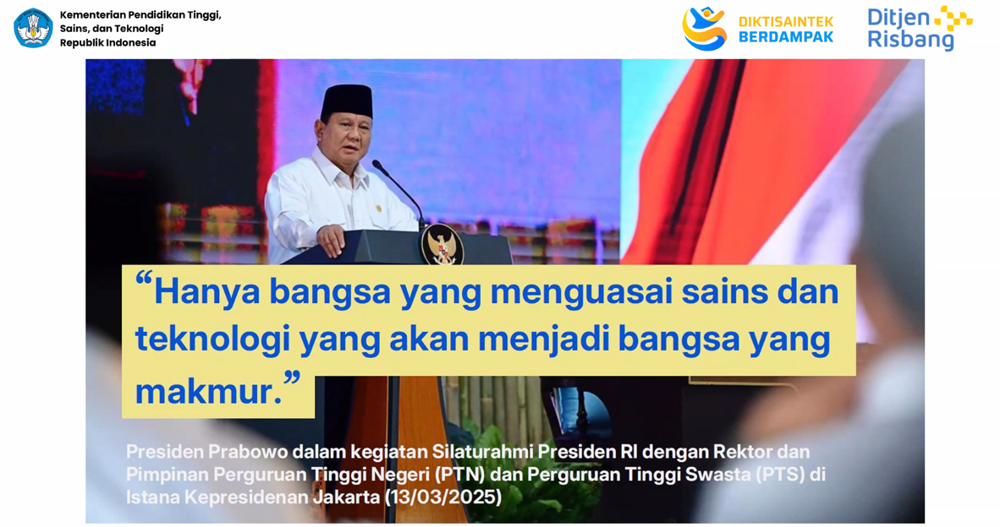 Kementerian Pendidikan Tinggi,
Sains, dan Teknologi
Republik Indonesia
DIKTISAINTEK
BERDAMPAK
Ditjen
Risbang
“Hanya bangsa yang menguasai sains dan
teknologi yang akan menjadi bangsa yang
makmur.”
Presiden Prabowo dalam kegiatan Silaturahmi Presiden RI dengan Rektor dan
Pimpinan Perguruan Tinggi Negeri (PTN) dan Perguruan Tinggi Swasta (PTS) di
Istana Kepresidenan Jakarta (13/03/2025)